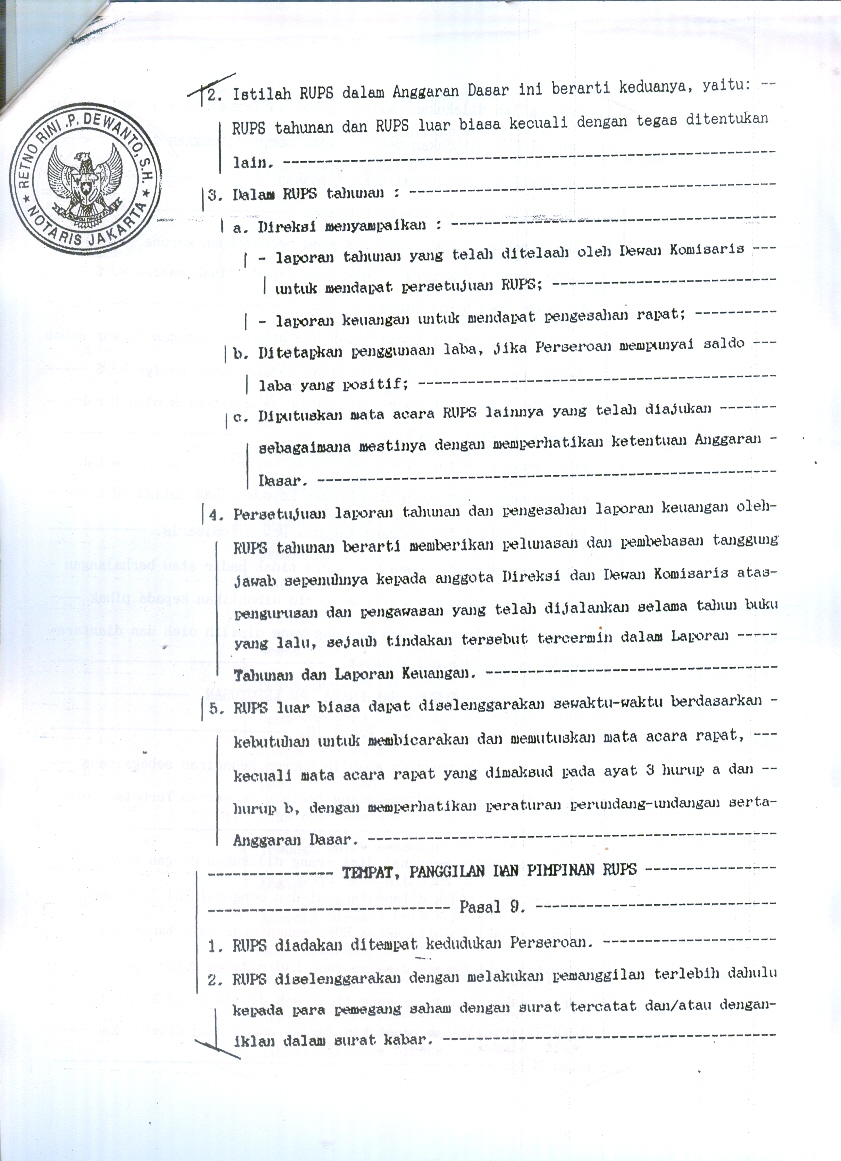 RETNO RINI .P. DEWANTO, S.H.
★ NOTARIS JAKARTA ★
2. Istilah RUPS dalam Anggaran Dasar ini berarti keduanya, yaitu: --
RUPS tahunan dan RUPS luar biasa kecuali dengan tegas ditentukan
lain. ----------------------------------------------------------
3. Dalam RUPS tahunan : --------------------------------------------
a. Direksi menyampaikan : ---------------------------------------
- laporan tahunan yang telah ditelaah oleh Dewan Komisaris ---
untuk mendapat persetujuan RUPS; ---------------------------
- laporan keuangan untuk mendapat pengesahan rapat; ----------
b. Ditetapkan penggunaan laba, jika Perseroan mempunyai saldo ---
laba yang positif; -------------------------------------------
c. Diputuskan mata acara RUPS lainnya yang telah diajukan -------
sebagaimana mestinya dengan memperhatikan ketentuan Anggaran -
Dasar. -------------------------------------------------------
4. Persetujuan laporan tahunan dan pengesahan laporan keuangan oleh-
RUPS tahunan berarti memberikan pelunasan dan pembebasan tanggung
jawab sepenuhnya kepada anggota Direksi dan Dewan Komisaris atas-
pengurusan dan pengawasan yang telah dijalankan selama tahun buku
yang lalu, sejauh tindakan tersebut tercermin dalam Laporan -----
Tahunan dan Laporan Keuangan. -----------------------------------
5. RUPS luar biasa dapat diselenggarakan sewaktu-waktu berdasarkan -
kebutuhan untuk membicarakan dan memutuskan mata acara rapat, ---
kecuali mata acara rapat yang dimaksud pada ayat 3 hurup a dan --
hurup b, dengan memperhatikan peraturan perundang-undangan serta-
Anggaran Dasar. -------------------------------------------------
--------------- TEMPAT, PANGGILAN DAN PIMPINAN RUPS ----------------
----------------------------- Pasal 9. -----------------------------
1. RUPS diadakan ditempat kedudukan Perseroan. ---------------------
2. RUPS diselenggarakan dengan melakukan pemanggilan terlebih dahulu
kepada para pemegang saham dengan surat tercatat dan/atau dengan-
iklan dalam surat kabar. ----------------------------------------